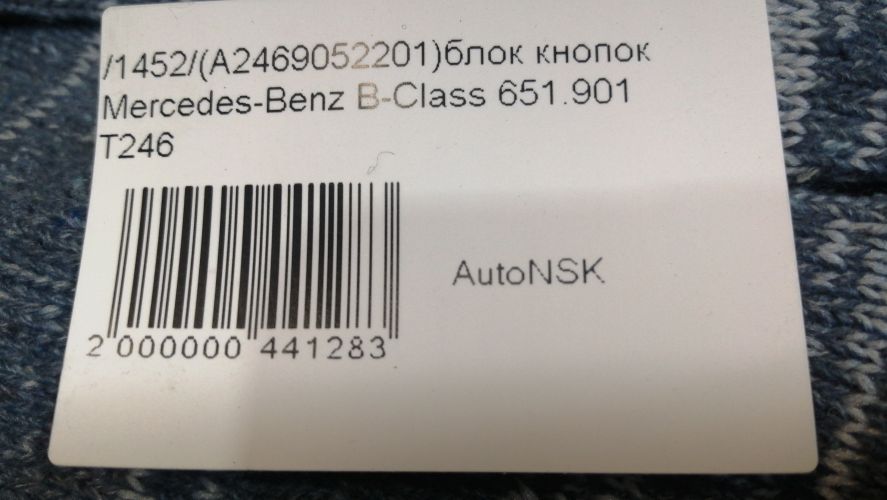 /1452/(A2469052201)блок кнопок
Mercedes-Benz B-Class 651.901
T246
AutoNSK
2 000000 441283